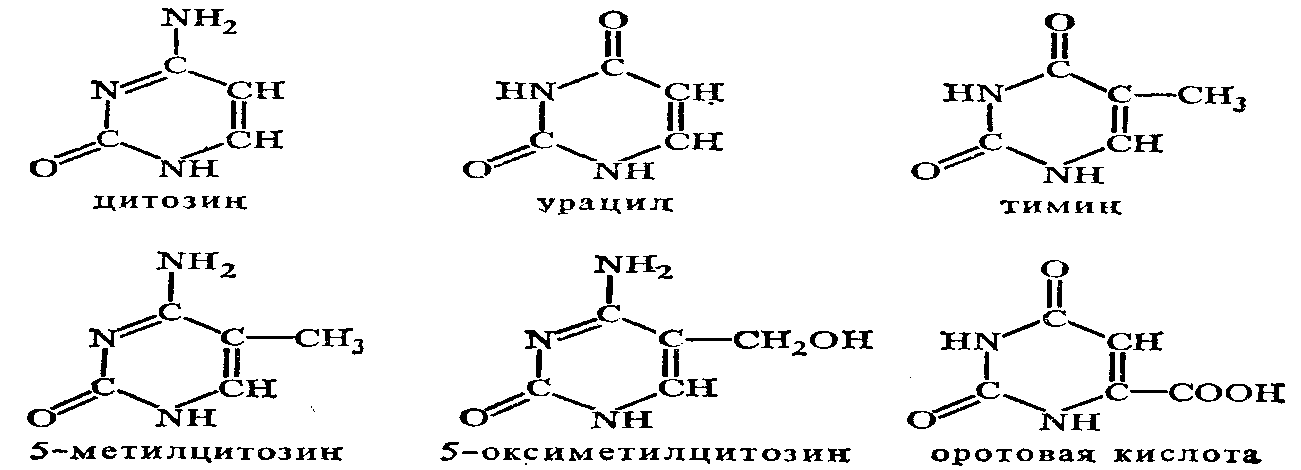 NH₂ O O
N C CH HN C CH HN C C CH₃
O C NH CH O C NH CH O C NH CH
цитозин урацил тимин
NH₂ NH₂ O
N C C CH₃ N C C CH₂OH HN C CH
O C NH CH O C NH CH O C NH C COOH
5-метилцитозин 5-оксиметилцитозин оротовая кислота